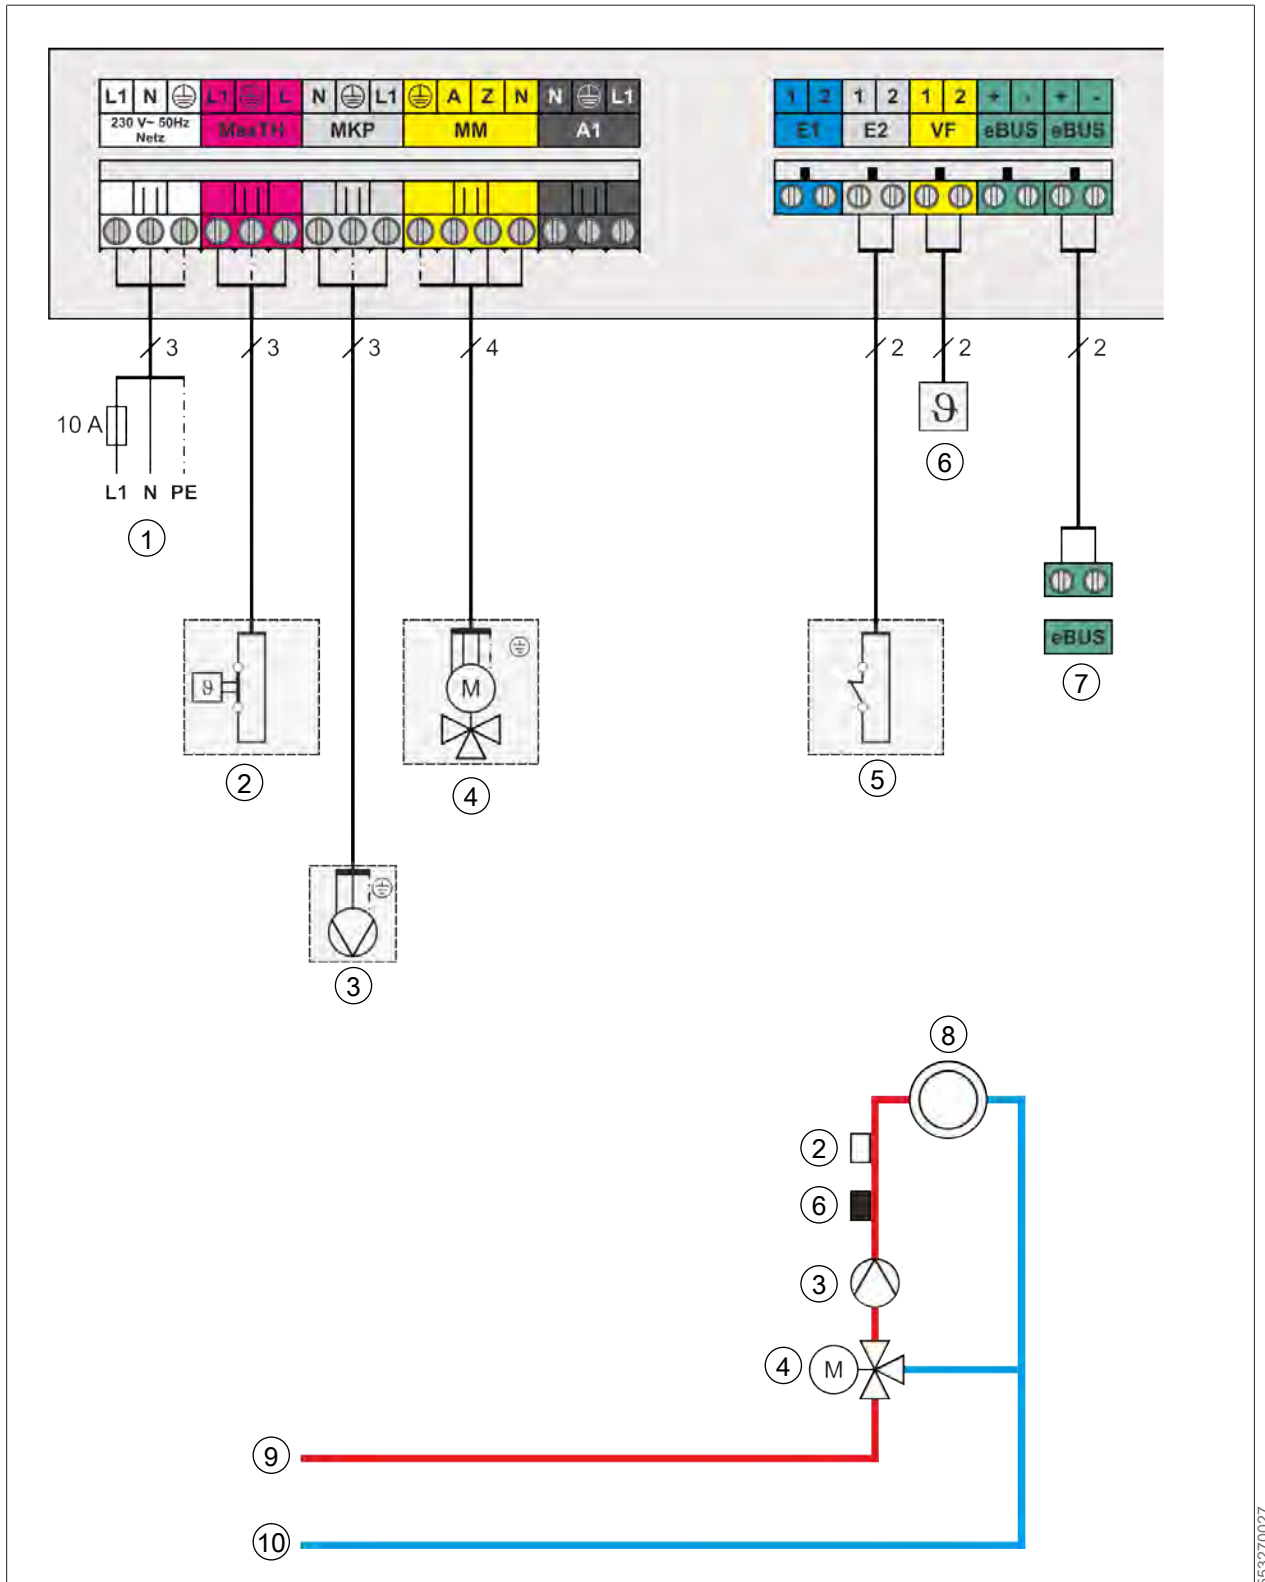 L1 N L1 L N L1 A Z N N L1
230 V~ 50Hz
Netz
MaxTH MKP MM A1
1 2 1 2 1 2 + - + -
E1 E2 VF eBUS eBUS
3 3 3 4 2 2 2
10 A
ϑ
6
L1 N PE
1
eBUS
7
ϑ
M
2
4
5
3
8
2
6
3
4 M
9
10